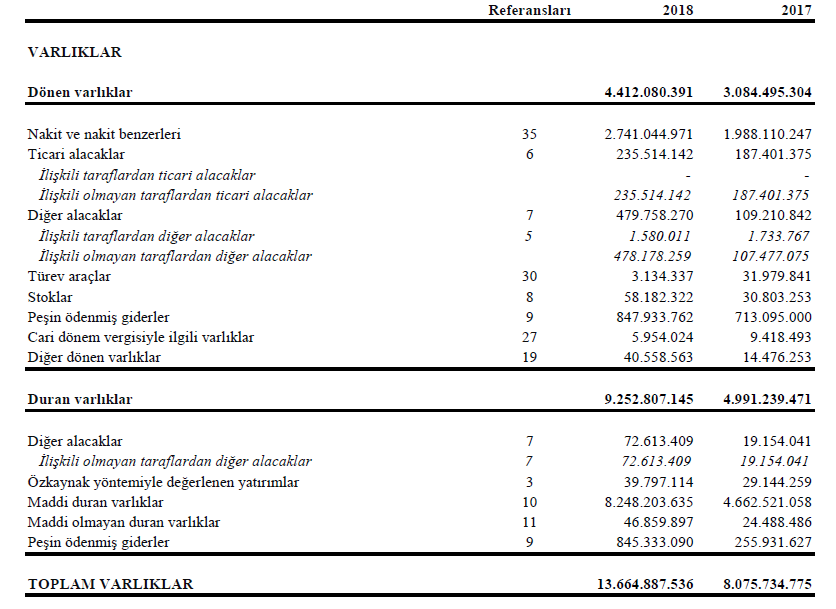 Referansları 2018 2017
VARLIKLAR
Dönen varlıklar 4.412.080.391 3.084.495.304
Nakit ve nakit benzerleri 35 2.741.044.971 1.988.110.247
Ticari alacaklar 6 235.514.142 187.401.375
İlişkili taraflardan ticari alacaklar - -
İlişkili olmayan taraflardan ticari alacaklar 235.514.142 187.401.375
Diğer alacaklar 7 479.758.270 109.210.842
İlişkili taraflardan diğer alacaklar 5 1.580.011 1.733.767
İlişkili olmayan taraflardan diğer alacaklar 478.178.259 107.477.075
Türev araçlar 30 3.134.337 31.979.841
Stoklar 8 58.182.322 30.803.253
Peşin ödenmiş giderler 9 847.933.762 713.095.000
Cari dönem vergisiyle ilgili varlıklar 27 5.954.024 9.418.493
Diğer dönen varlıklar 19 40.558.563 14.476.253
Duran varlıklar 9.252.807.145 4.991.239.471
Diğer alacaklar 7 72.613.409 19.154.041
İlişkili olmayan taraflardan diğer alacaklar 7 72.613.409 19.154.041
Özkaynak yöntemiyle değerlenen yatırımlar 3 39.797.114 29.144.259
Maddi duran varlıklar 10 8.248.203.635 4.662.521.058
Maddi olmayan duran varlıklar 11 46.859.897 24.488.486
Peşin ödenmiş giderler 9 845.333.090 255.931.627
TOPLAM VARLIKLAR 13.664.887.536 8.075.734.775